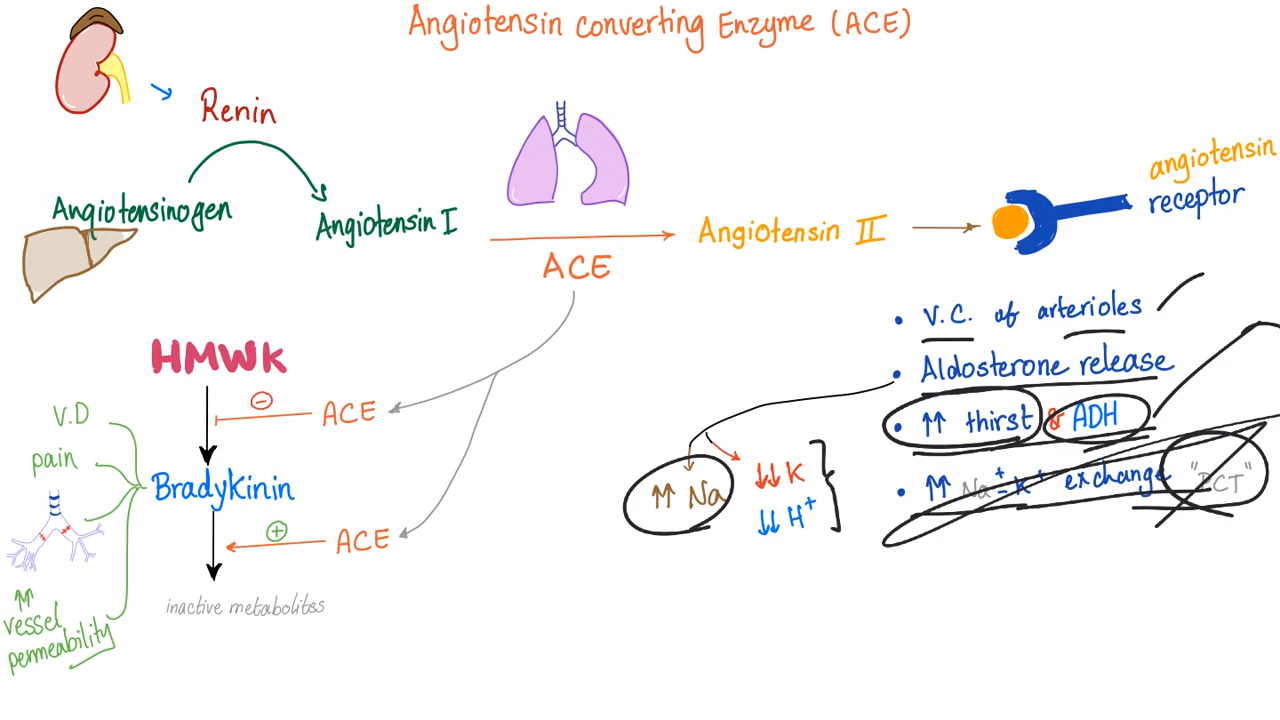 Angiotensin converting Enzyme (ACE)
Renin
Angiotensinogen
Angiotensin I
ACE
Angiotensin II
angiotensin
receptor
• V.C. of arterioles
• Aldosterone release
• ↑↑ thirst & ADH
• ↑↑ Na+-K+ exchange "PCT"
↑↑ Na
↓↓ K
↓↓ H+
HMWK
⊖ ACE
V.D
pain
Bradykinin
⊕ ACE
inactive metabolites
↑↑
vessel
permeability